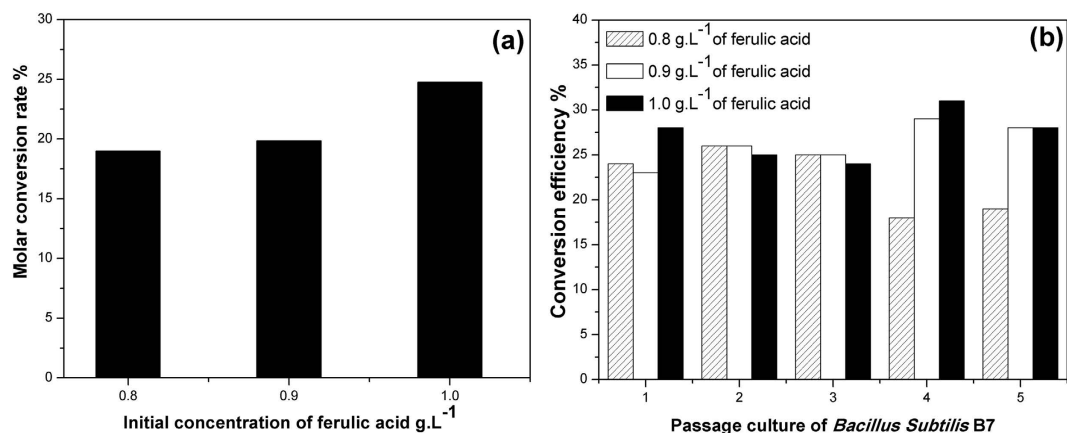 (a)
Molar conversion rate %
30
25
20
15
10
5
0
0.8 0.9 1.0
Initial concentration of ferulic acid g.L⁻¹
(b)
0.8 g.L⁻¹ of ferulic acid
0.9 g.L⁻¹ of ferulic acid
1.0 g.L⁻¹ of ferulic acid
Conversion efficiency %
40
35
30
25
20
15
10
5
0
1 2 3 4 5
Passage culture of Bacillus Subtilis B7